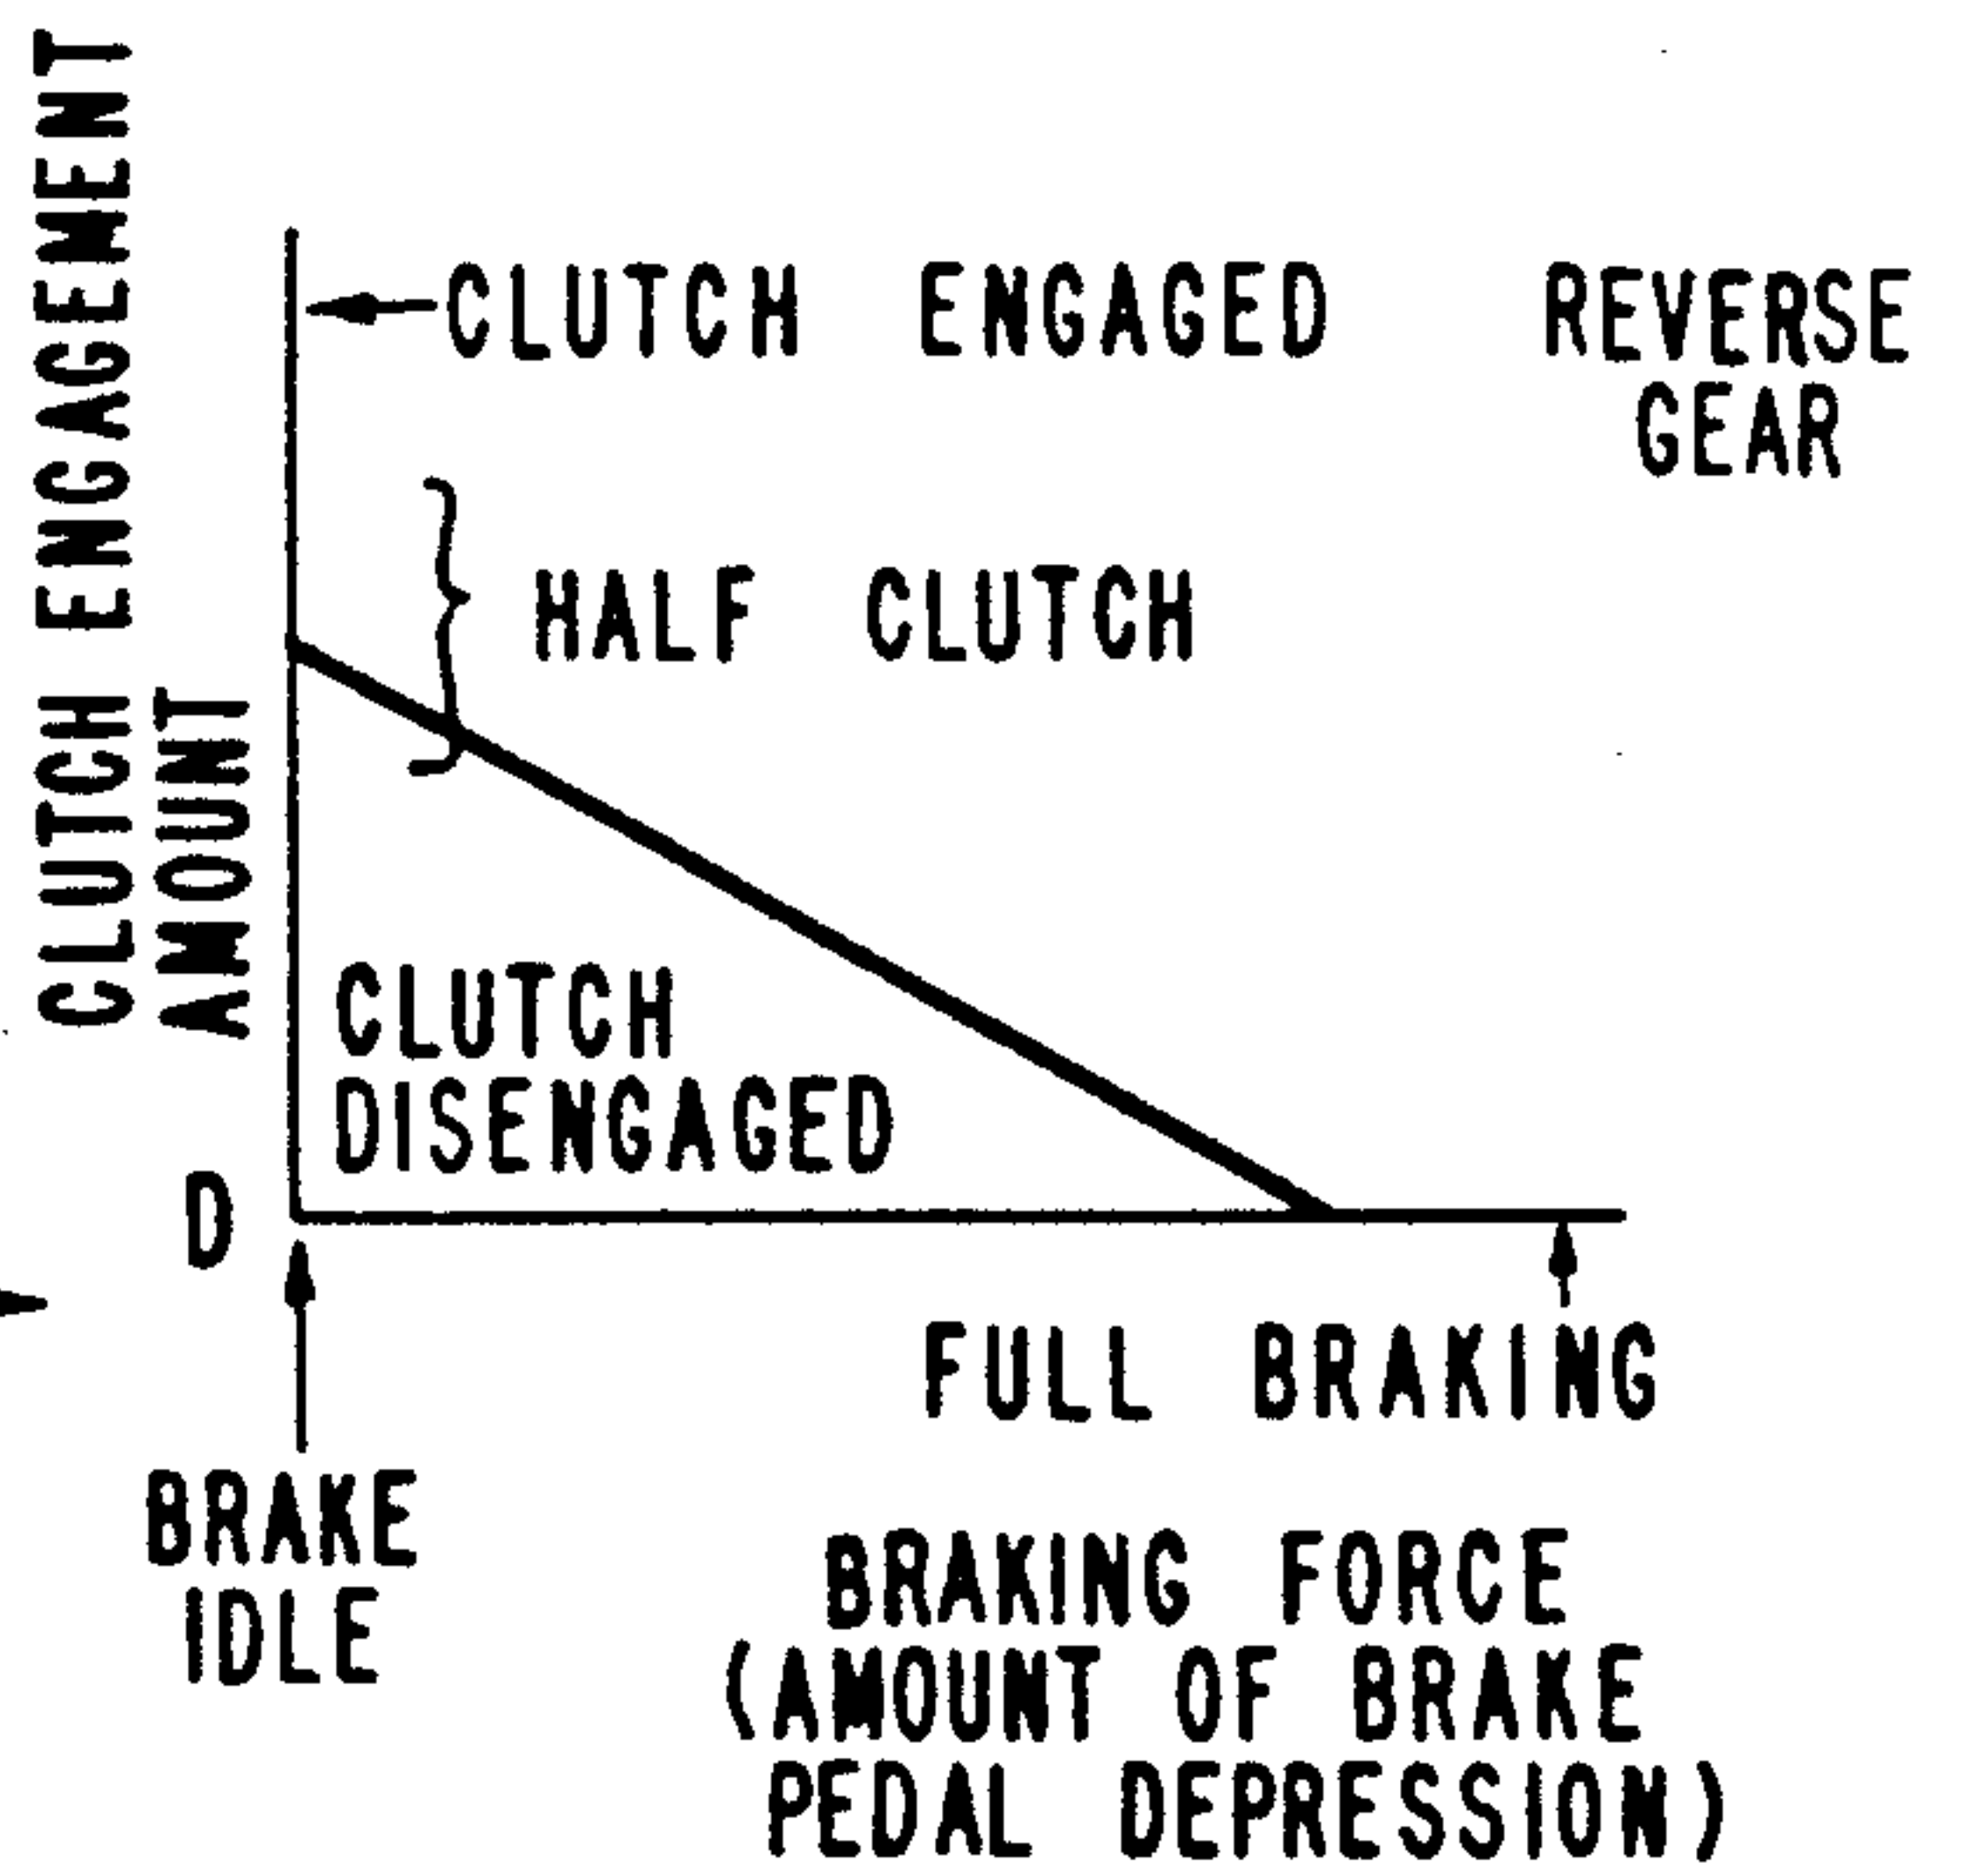 CLUTCH ENGAGEMENT
AMOUNT
CLUTCH ENGAGED
REVERSE
GEAR
HALF CLUTCH
CLUTCH
DISENGAGED
D
BRAKE
IDLE
FULL BRAKING
BRAKING FORCE
(AMOUNT OF BRAKE
PEDAL DEPRESSION)